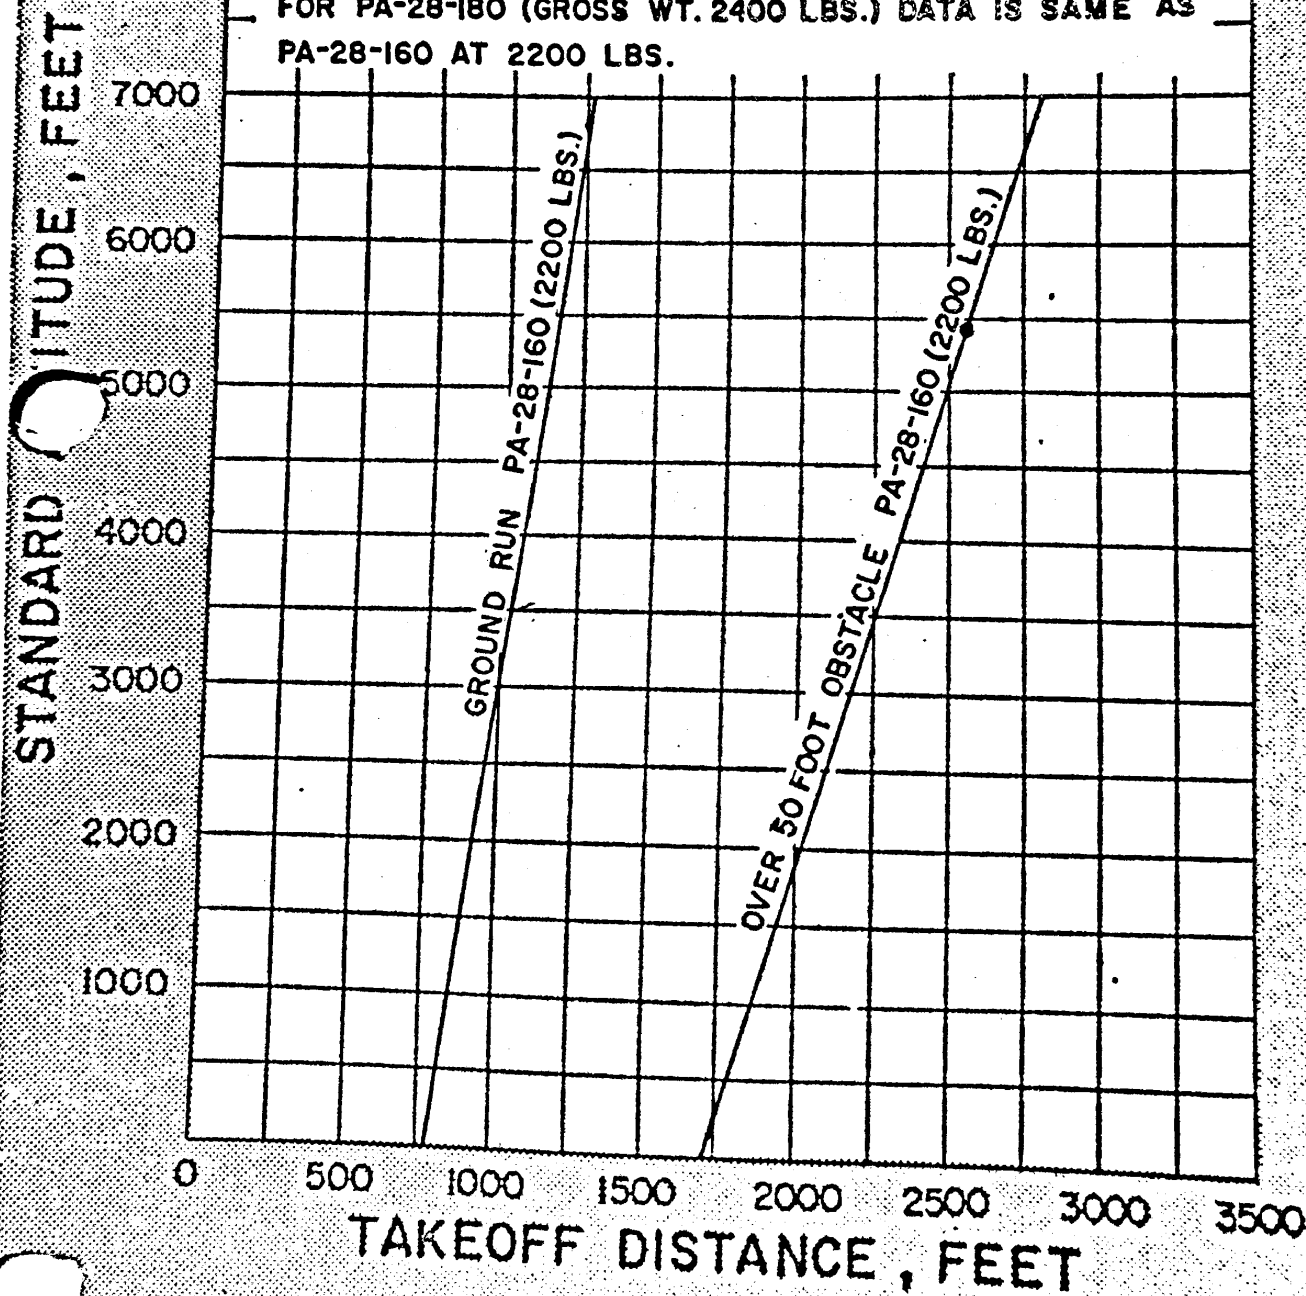 FOR PA-28-180 (GROSS WT. 2400 LBS.) DATA IS SAME AS
PA-28-160 AT 2200 LBS.
7000
6000
5000
4000
3000
2000
1000
STANDARD ITUDE, FEET
GROUND RUN PA-28-160 (2200 LBS.)
OVER 50 FOOT OBSTACLE PA-28-160 (2200 LBS.)
0 500 1000 1500 2000 2500 3000 3500
TAKEOFF DISTANCE, FEET